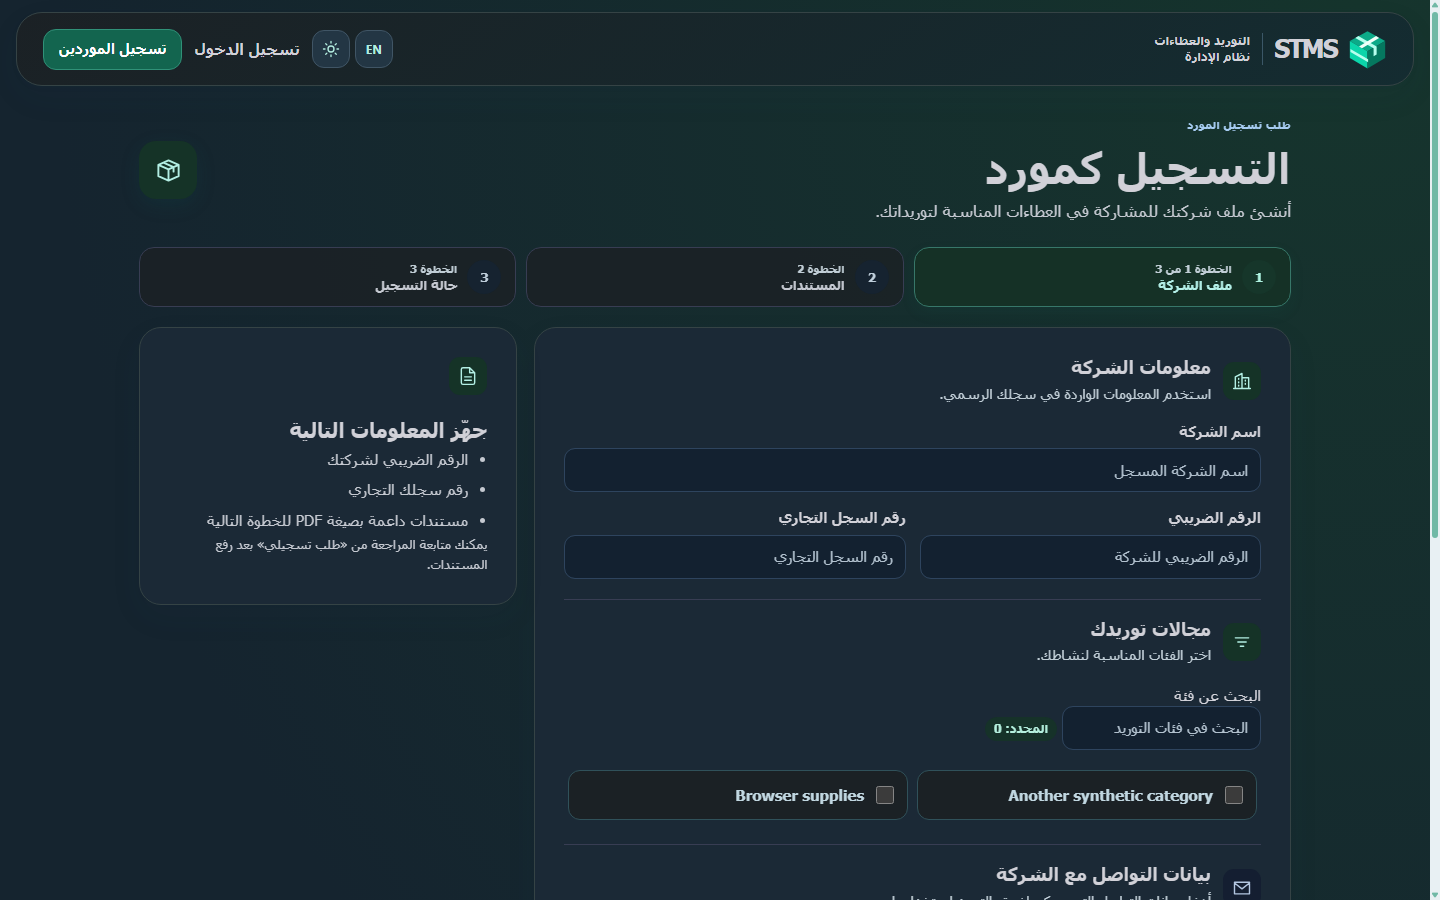 STMS
التوريد والعطاءات
نظام الإدارة
EN
تسجيل الدخول
تسجيل الموردين
طلب تسجيل المورد
التسجيل كمورد
أنشئ ملف شركتك للمشاركة في العطاءات المناسبة لتوريداتك.
1
الخطوة 1 من 3
ملف الشركة
2
الخطوة 2
المستندات
3
الخطوة 3
حالة التسجيل
معلومات الشركة
استخدم المعلومات الواردة في سجلك الرسمي.
اسم الشركة
اسم الشركة المسجل
الرقم الضريبي
الرقم الضريبي للشركة
رقم السجل التجاري
رقم السجل التجاري
مجالات توريدك
اختر الفئات المناسبة لنشاطك.
البحث عن فئة
البحث في فئات التوريد
المحدد: 0
Another synthetic category
Browser supplies
بيانات التواصل مع الشركة
جهّز المعلومات التالية
• الرقم الضريبي لشركتك
• رقم سجلك التجاري
• مستندات داعمة بصيغة PDF للخطوة التالية
يمكنك متابعة المراجعة من «طلب تسجيلي» بعد رفع
المستندات.